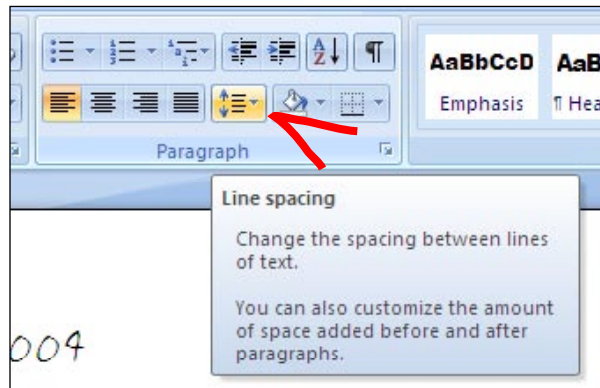 AaBbCcD AaB
Emphasis ¶ Hea
Paragraph
Line spacing
Change the spacing between lines
of text.
You can also customize the amount
of space added before and after
paragraphs.
004